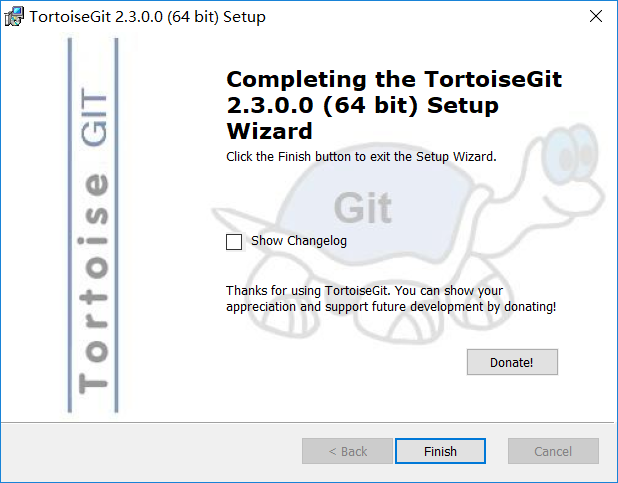 TortoiseGit 2.3.0.0 (64 bit) Setup
Tortoise GIT
Completing the TortoiseGit
2.3.0.0 (64 bit) Setup
Wizard
Click the Finish button to exit the Setup Wizard.
Git
Show Changelog
Thanks for using TortoiseGit. You can show your
appreciation and support future development by donating!
Donate!
< Back
Finish
Cancel